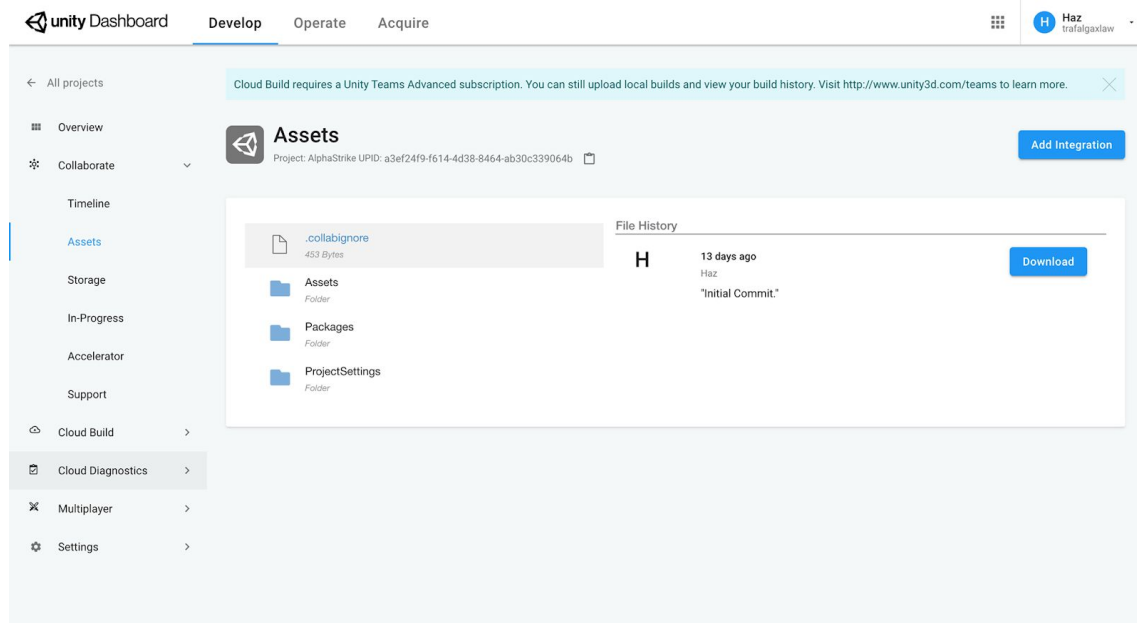 unity Dashboard
Develop
Operate
Acquire
H
Haz
trafalgaxlaw
All projects
Cloud Build requires a Unity Teams Advanced subscription. You can still upload local builds and view your build history. Visit http://www.unity3d.com/teams to learn more.
Overview
Collaborate
Timeline
Assets
Storage
In-Progress
Accelerator
Support
Cloud Build
Cloud Diagnostics
Multiplayer
Settings
Assets
Project: AlphaStrike UPID: a3ef24f9-f614-4d38-8464-ab30c339064b
Add Integration
.collabignore
453 Bytes
Assets
Folder
Packages
Folder
ProjectSettings
Folder
File History
H
13 days ago
Haz
"Initial Commit."
Download